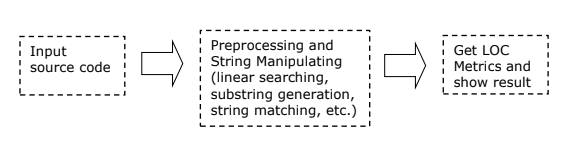 Input
source code
Preprocessing and
String Manipulating
(linear searching,
substring generation,
string matching, etc.)
Get LOC
Metrics and
show result